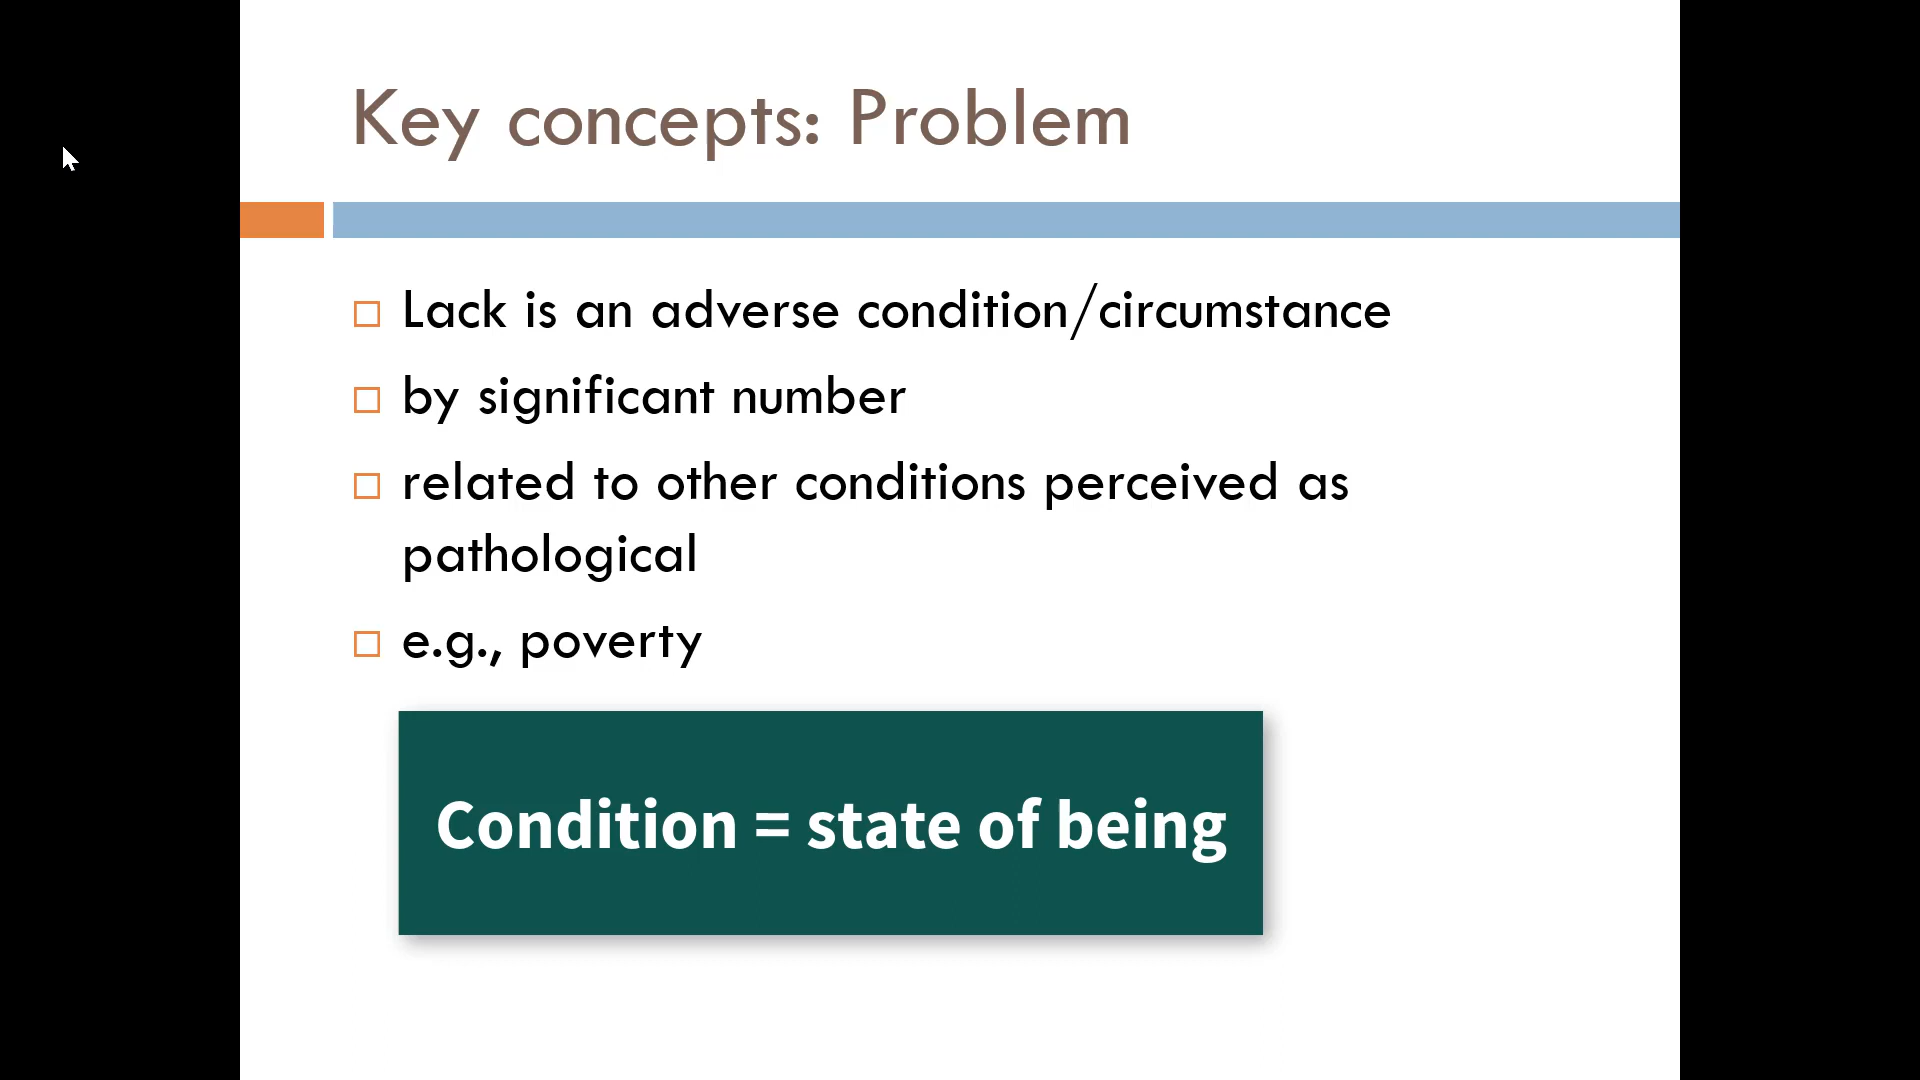 Key concepts: Problem
Lack is an adverse condition/circumstance
by significant number
related to other conditions perceived as
pathological
e.g., poverty
Condition = state of being